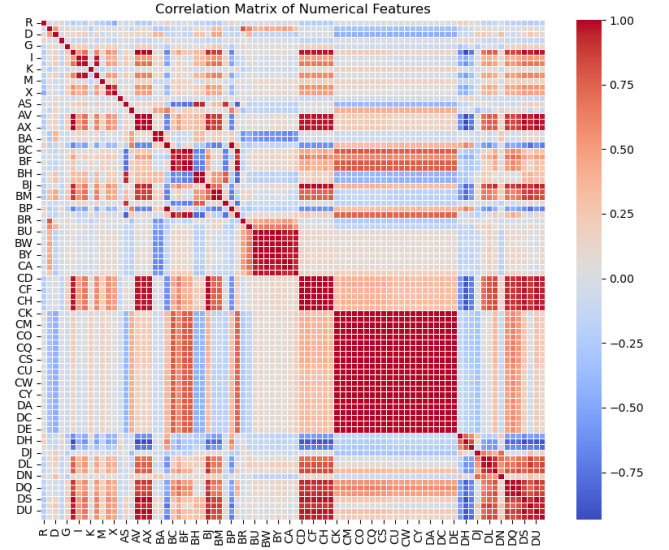 Correlation Matrix of Numerical Features
R
D
G
I
K
M
X
AS
AV
AX
BA
BC
BF
BH
BJ
BM
BP
BR
BU
BW
BY
CA
CD
CF
CH
CK
CM
CO
CQ
CS
CU
CW
CY
DA
DC
DE
DH
DJ
DL
DN
DQ
DS
DU
R D G I K M X AS AV AX BA BC BF BH BJ BM BP BR BU BW BY CA CD CF CH CK CM CO CQ CS CU CW CY DA DC DE DH DJ DL DN DQ DS DU
1.00
0.75
0.50
0.25
0.00
−0.25
−0.50
−0.75